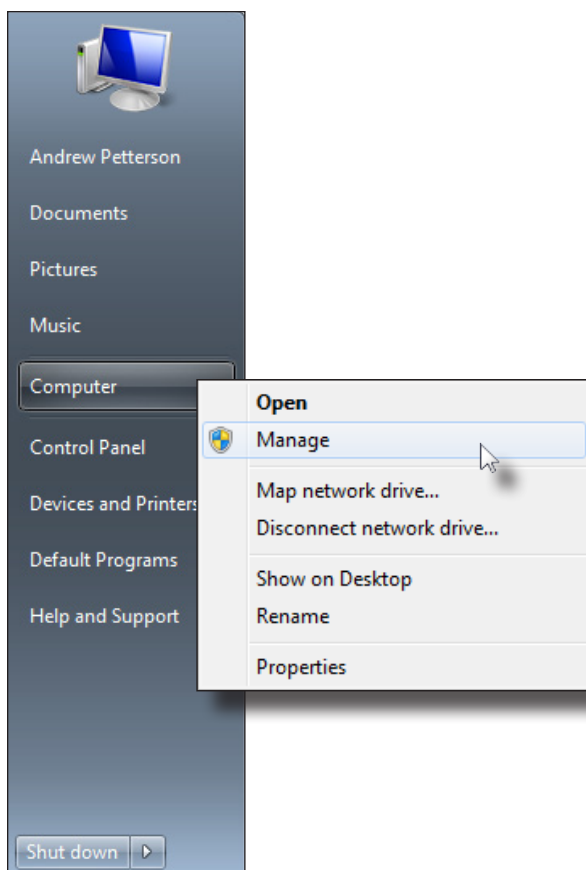 Andrew Petterson
Documents
Pictures
Music
Computer
Control Panel
Devices and Printers
Default Programs
Help and Support
Shut down
Open
Manage
Map network drive...
Disconnect network drive...
Show on Desktop
Rename
Properties